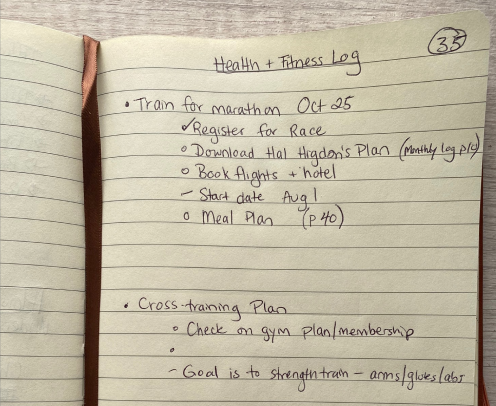 35
Health + Fitness Log
• Train for marathon Oct 25
✓ Register for Race
○ Download Hal Higdon's Plan (Monthly log p14)
○ Book flights + hotel
– Start date Aug 1
○ Meal Plan (p 40)
• Cross-training Plan
○ Check on gym plan/membership
○
– Goal is to strength train – arms/glutes/abs